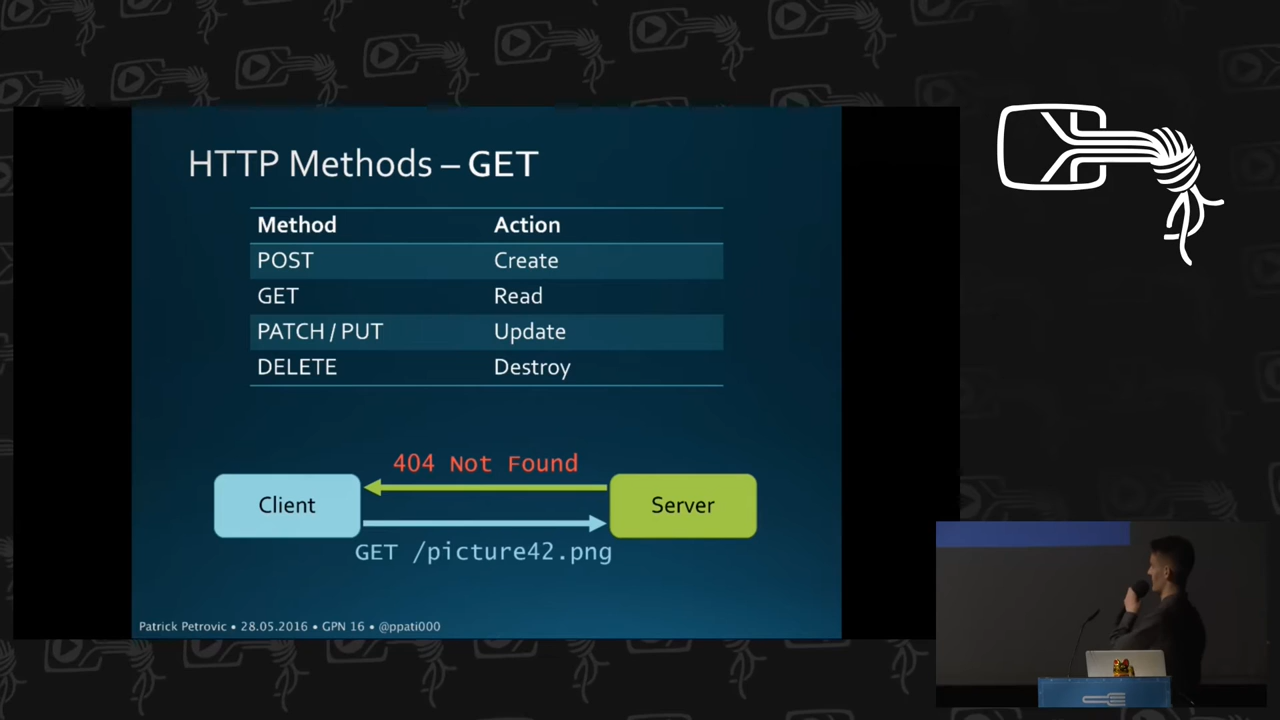 HTTP Methods – GET
Method Action
POST Create
GET Read
PATCH / PUT Update
DELETE Destroy
404 Not Found
Client Server
GET /picture42.png
Patrick Petrovic • 28.05.2016 • GPN 16 • @ppati000